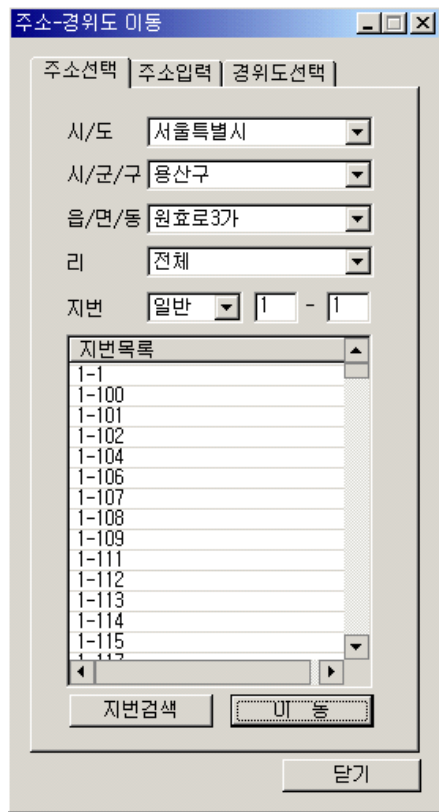 주소-경위도 이동
주소선택 주소입력 경위도선택
시/도 서울특별시
시/군/구 용산구
읍/면/동 원효로3가
리 전체
지번 일반 1 - 1
지번목록
1-1
1-100
1-101
1-102
1-104
1-106
1-107
1-108
1-109
1-111
1-112
1-113
1-114
1-115
1-117
지번검색 이 동
닫기